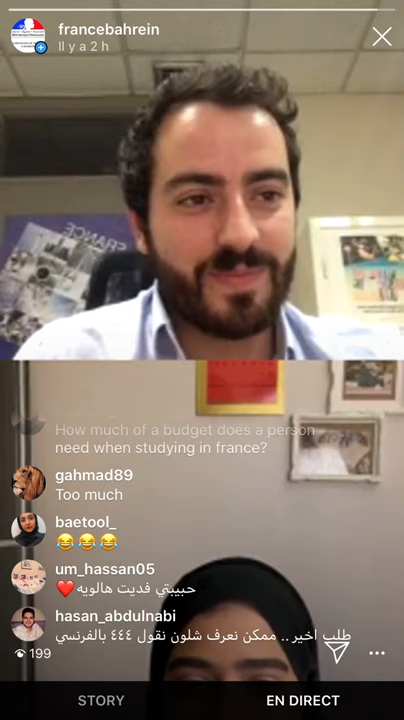 francebahrein
Il y a 2 h
FRANCE
How much of a budget does a person
need when studying in france?
gahmad89
Too much
baetool_
😂😂😂
um_hassan05
حبيبتي فديت هالويه❤️
hasan_abdulnabi
طلب اخير .. ممكن نعرف شلون نقول ٤٤٤ بالفرنسي
199
STORY
EN DIRECT